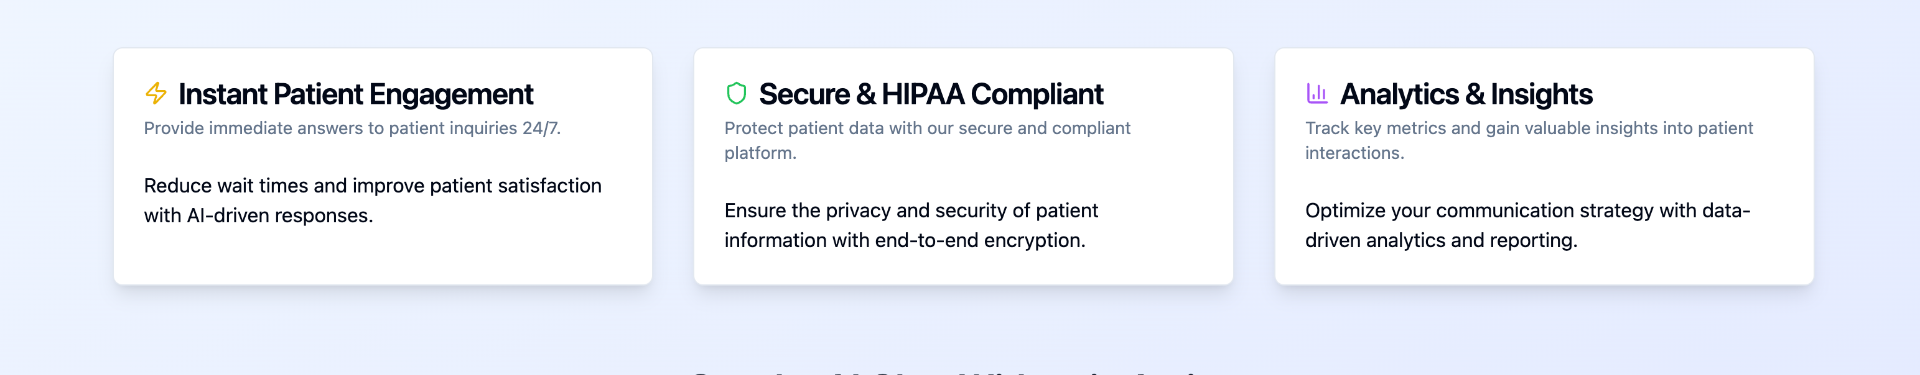 Instant Patient Engagement
Provide immediate answers to patient inquiries 24/7.
Reduce wait times and improve patient satisfaction
with AI-driven responses.
Secure & HIPAA Compliant
Protect patient data with our secure and compliant
platform.
Ensure the privacy and security of patient
information with end-to-end encryption.
Analytics & Insights
Track key metrics and gain valuable insights into patient
interactions.
Optimize your communication strategy with data-
driven analytics and reporting.